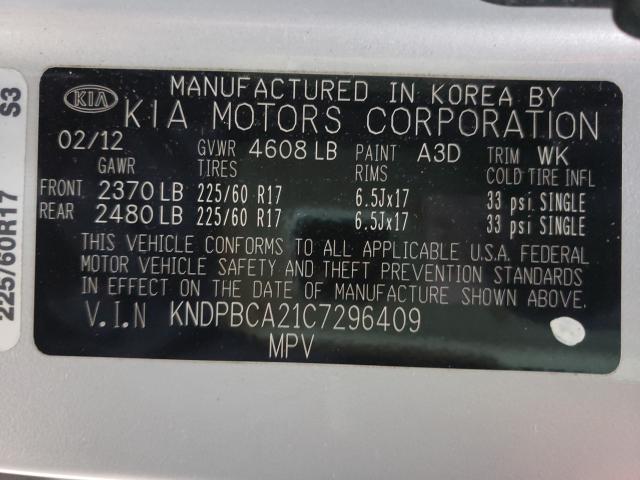 MANUFACTURED IN KOREA BY
KIA KIA MOTORS CORPORATION
02/12 GVWR 4608 LB PAINT A3D TRIM WK
GAWR TIRES RIMS COLD TIRE INFL
FRONT 2370 LB 225/60 R17 6.5Jx17 33 psi SINGLE
REAR 2480 LB 225/60 R17 6.5Jx17 33 psi SINGLE
THIS VEHICLE CONFORMS TO ALL APPLICABLE U.S.A. FEDERAL
MOTOR VEHICLE SAFETY AND THEFT PREVENTION STANDARDS
IN EFFECT ON THE DATE OF MANUFACTURE SHOWN ABOVE.
V.I.N KNDPBCA21C7296409
MPV
225/60R17 S3